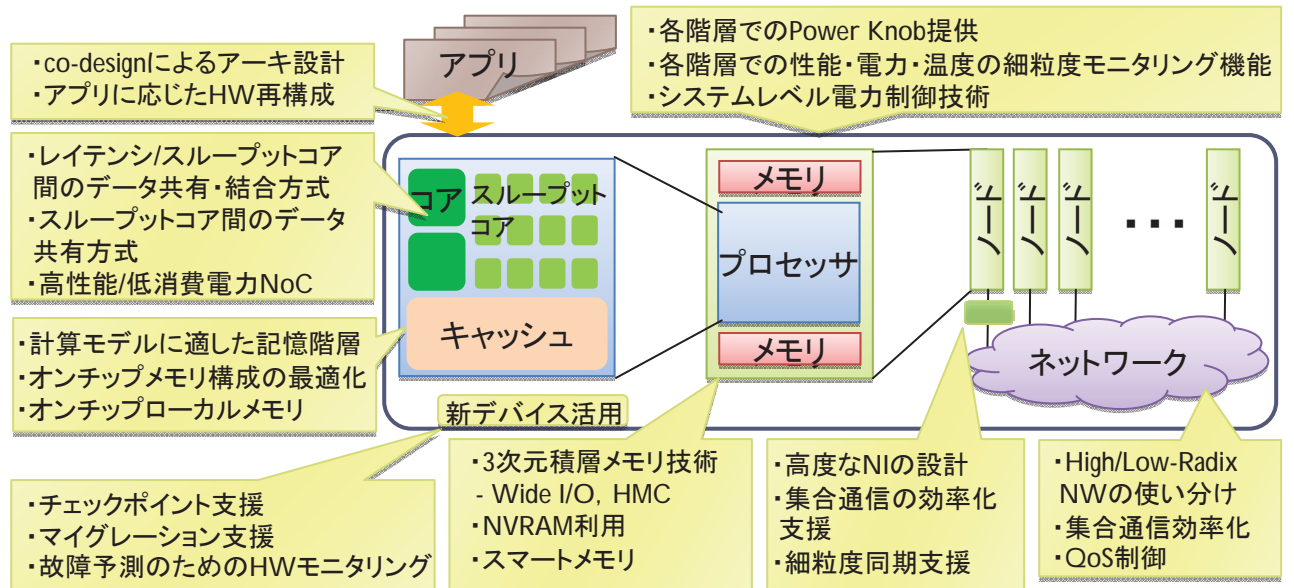 ・co-designによるアーキ設計
・アプリに応じたHW再構成
アプリ
・各階層でのPower Knob提供
・各階層での性能・電力・温度の細粒度モニタリング機能
・システムレベル電力制御技術
・レイテンシ/スループットコア
間のデータ共有・結合方式
・スループットコア間のデータ
共有方式
・高性能/低消費電力NoC
コア
スループット
コア
キャッシュ
メモリ
プロセッサ
メモリ
ノード
ノード
ノード
・・・
ノード
ネットワーク
・計算モデルに適した記憶階層
・オンチップメモリ構成の最適化
・オンチップローカルメモリ
新デバイス活用
・チェックポイント支援
・マイグレーション支援
・故障予測のためのHWモニタリング
・3次元積層メモリ技術
- Wide I/O, HMC
・NVRAM利用
・スマートメモリ
・高度なNIの設計
・集合通信の効率化
支援
・細粒度同期支援
・High/Low-Radix
NWの使い分け
・集合通信効率化
・QoS制御